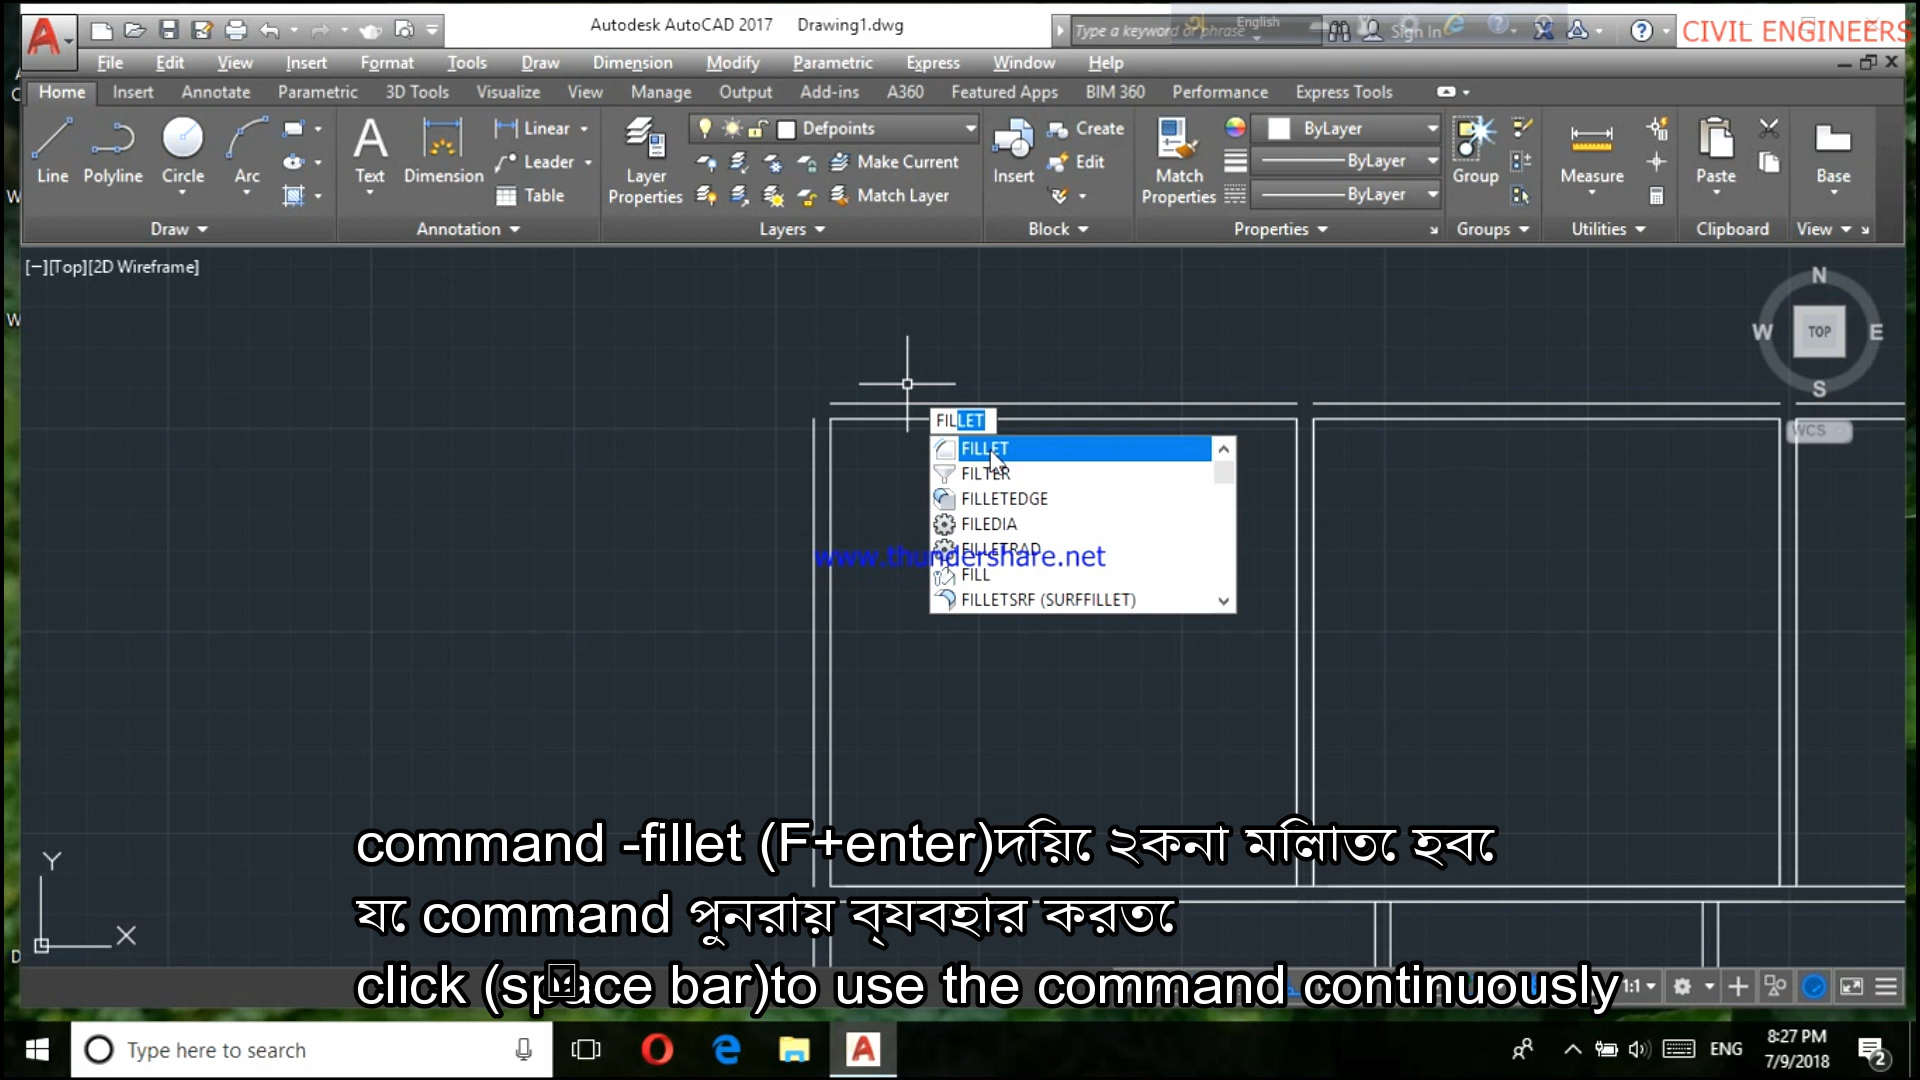 Autodesk AutoCAD 2017 Drawing1.dwg
Type a keyword or phrase
English
Sign In
CIVIL ENGINEERS
File Edit View Insert Format Tools Draw Dimension Modify Parametric Express Window Help
Home Insert Annotate Parametric 3D Tools Visualize View Manage Output Add-ins A360 Featured Apps BIM 360 Performance Express Tools
Line Polyline Circle Arc
Text Dimension
Linear
Leader
Table
Layer Properties
Defpoints
Make Current
Match Layer
Insert
Create
Edit
Match Properties
ByLayer
ByLayer
ByLayer
Group
Measure
Paste
Base
Draw Annotation Layers Block Properties Groups Utilities Clipboard View
[−][Top][2D Wireframe]
N
W TOP E
S
WCS
FILLET
FILLET
FILTER
FILLETEDGE
FILEDIA
FILLETRAD
FILL
FILLETSRF (SURFFILLET)
www.thundershare.net
Y
X
command -fillet (F+enter)দিয়ে ২কনা মিলাতে হবে
যে command পুনরায় ব্যবহার করতে
click (space bar)to use the command continuously
1:1
Type here to search
ENG
8:27 PM
7/9/2018
2